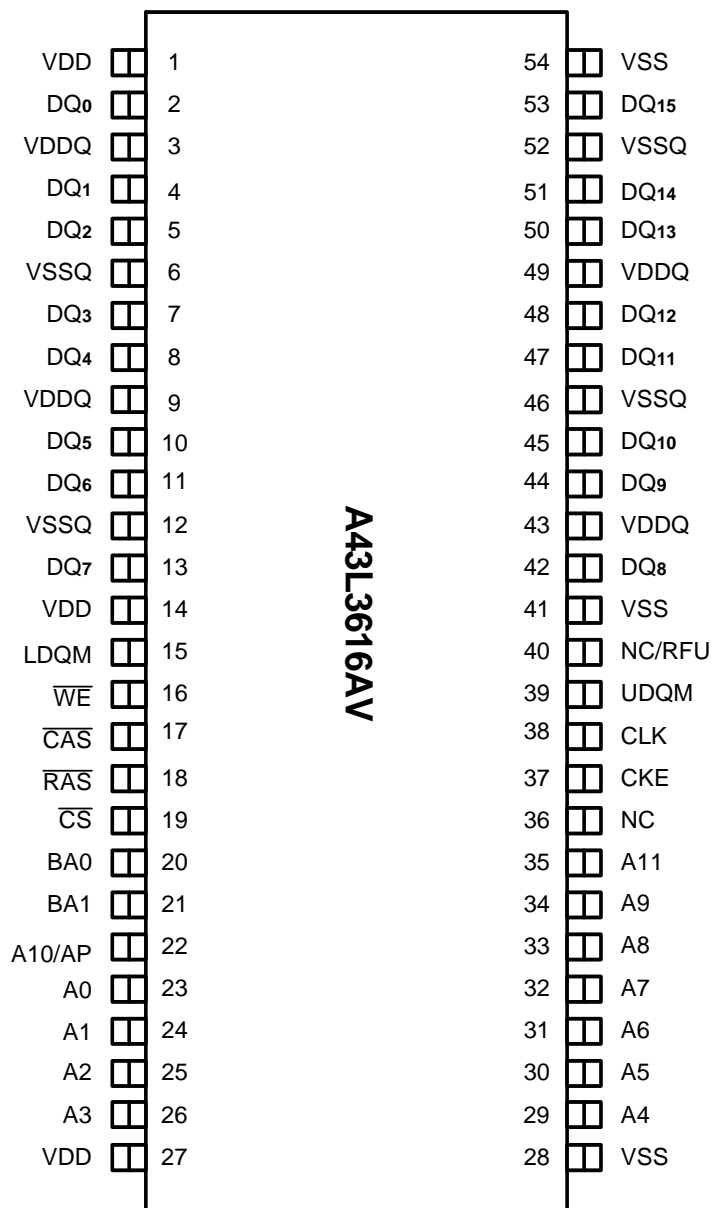 VDD 1 54 VSS
DQ0 2 53 DQ15
VDDQ 3 52 VSSQ
DQ1 4 51 DQ14
DQ2 5 50 DQ13
VSSQ 6 49 VDDQ
DQ3 7 48 DQ12
DQ4 8 47 DQ11
VDDQ 9 46 VSSQ
DQ5 10 45 DQ10
DQ6 11 44 DQ9
VSSQ 12 43 VDDQ
DQ7 13 42 DQ8
VDD 14 41 VSS
LDQM 15 40 NC/RFU
W̅E̅ 16 39 UDQM
C̅A̅S̅ 17 38 CLK
R̅A̅S̅ 18 37 CKE
C̅S̅ 19 36 NC
BA0 20 35 A11
BA1 21 34 A9
A10/AP 22 33 A8
A0 23 32 A7
A1 24 31 A6
A2 25 30 A5
A3 26 29 A4
VDD 27 28 VSS
A43L3616AV